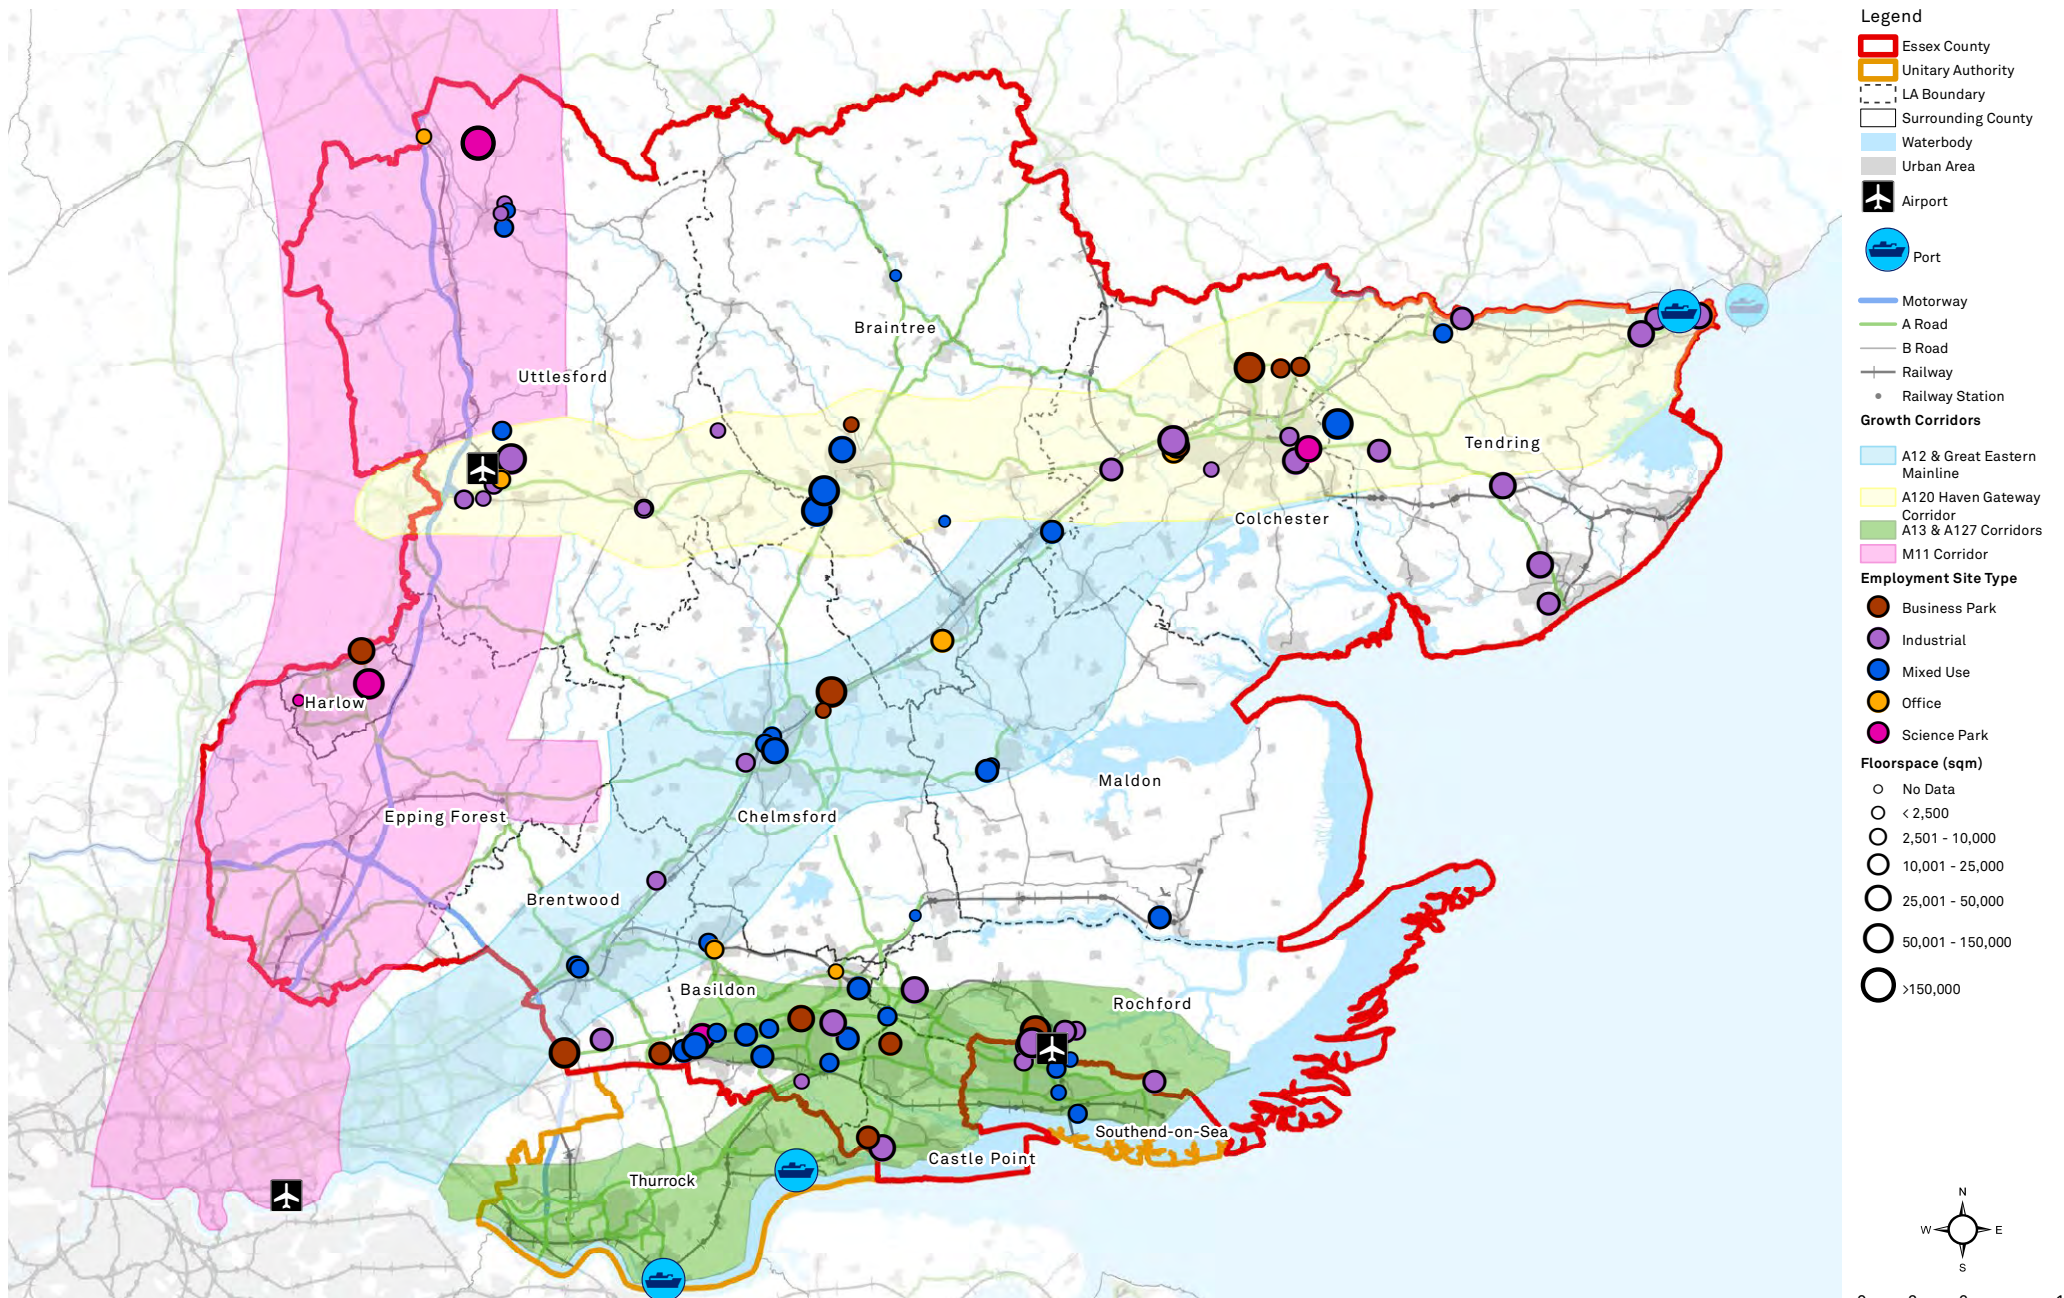 Legend
Essex County
Unitary Authority
LA Boundary
Surrounding County
Waterbody
Urban Area
Airport
Port
Motorway
A Road
B Road
Railway
Railway Station
Growth Corridors
A12 & Great Eastern
Mainline
A120 Haven Gateway
Corridor
A13 & A127 Corridors
M11 Corridor
Employment Site Type
Business Park
Industrial
Mixed Use
Office
Science Park
Floorspace (sqm)
No Data
< 2,500
2,501 - 10,000
10,001 - 25,000
25,001 - 50,000
50,001 - 150,000
>150,000
N
W
E
S
Braintree
Uttlesford
Tendring
Colchester
Harlow
Maldon
Epping Forest
Chelmsford
Brentwood
Basildon
Rochford
Southend-on-Sea
Castle Point
Thurrock